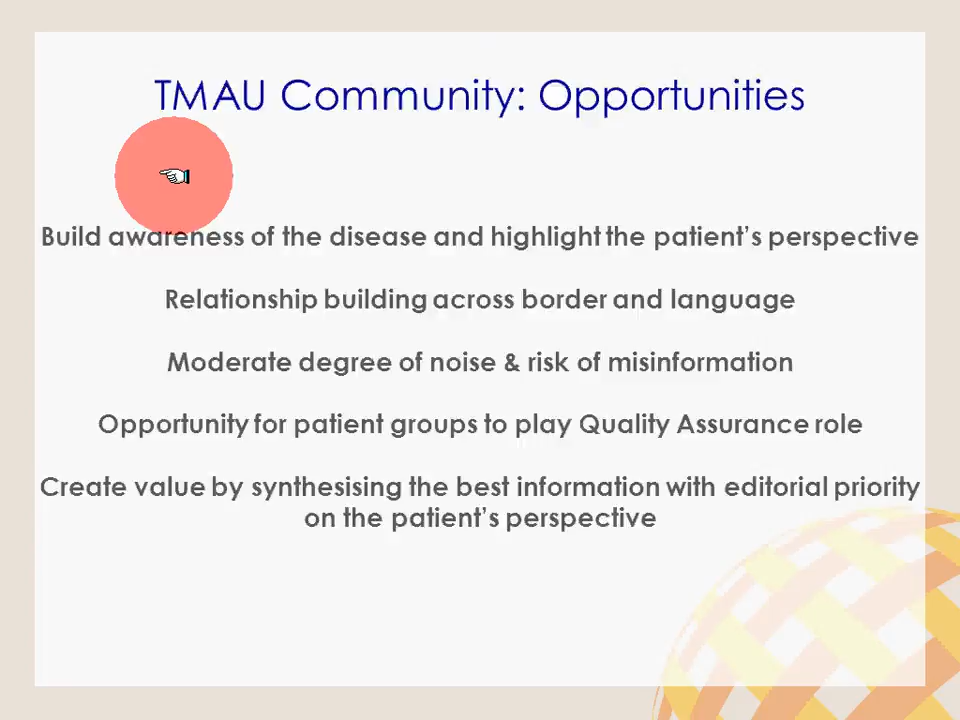 TMAU Community: Opportunities
Build awareness of the disease and highlight the patient’s perspective
Relationship building across border and language
Moderate degree of noise & risk of misinformation
Opportunity for patient groups to play Quality Assurance role
Create value by synthesising the best information with editorial priority
on the patient’s perspective